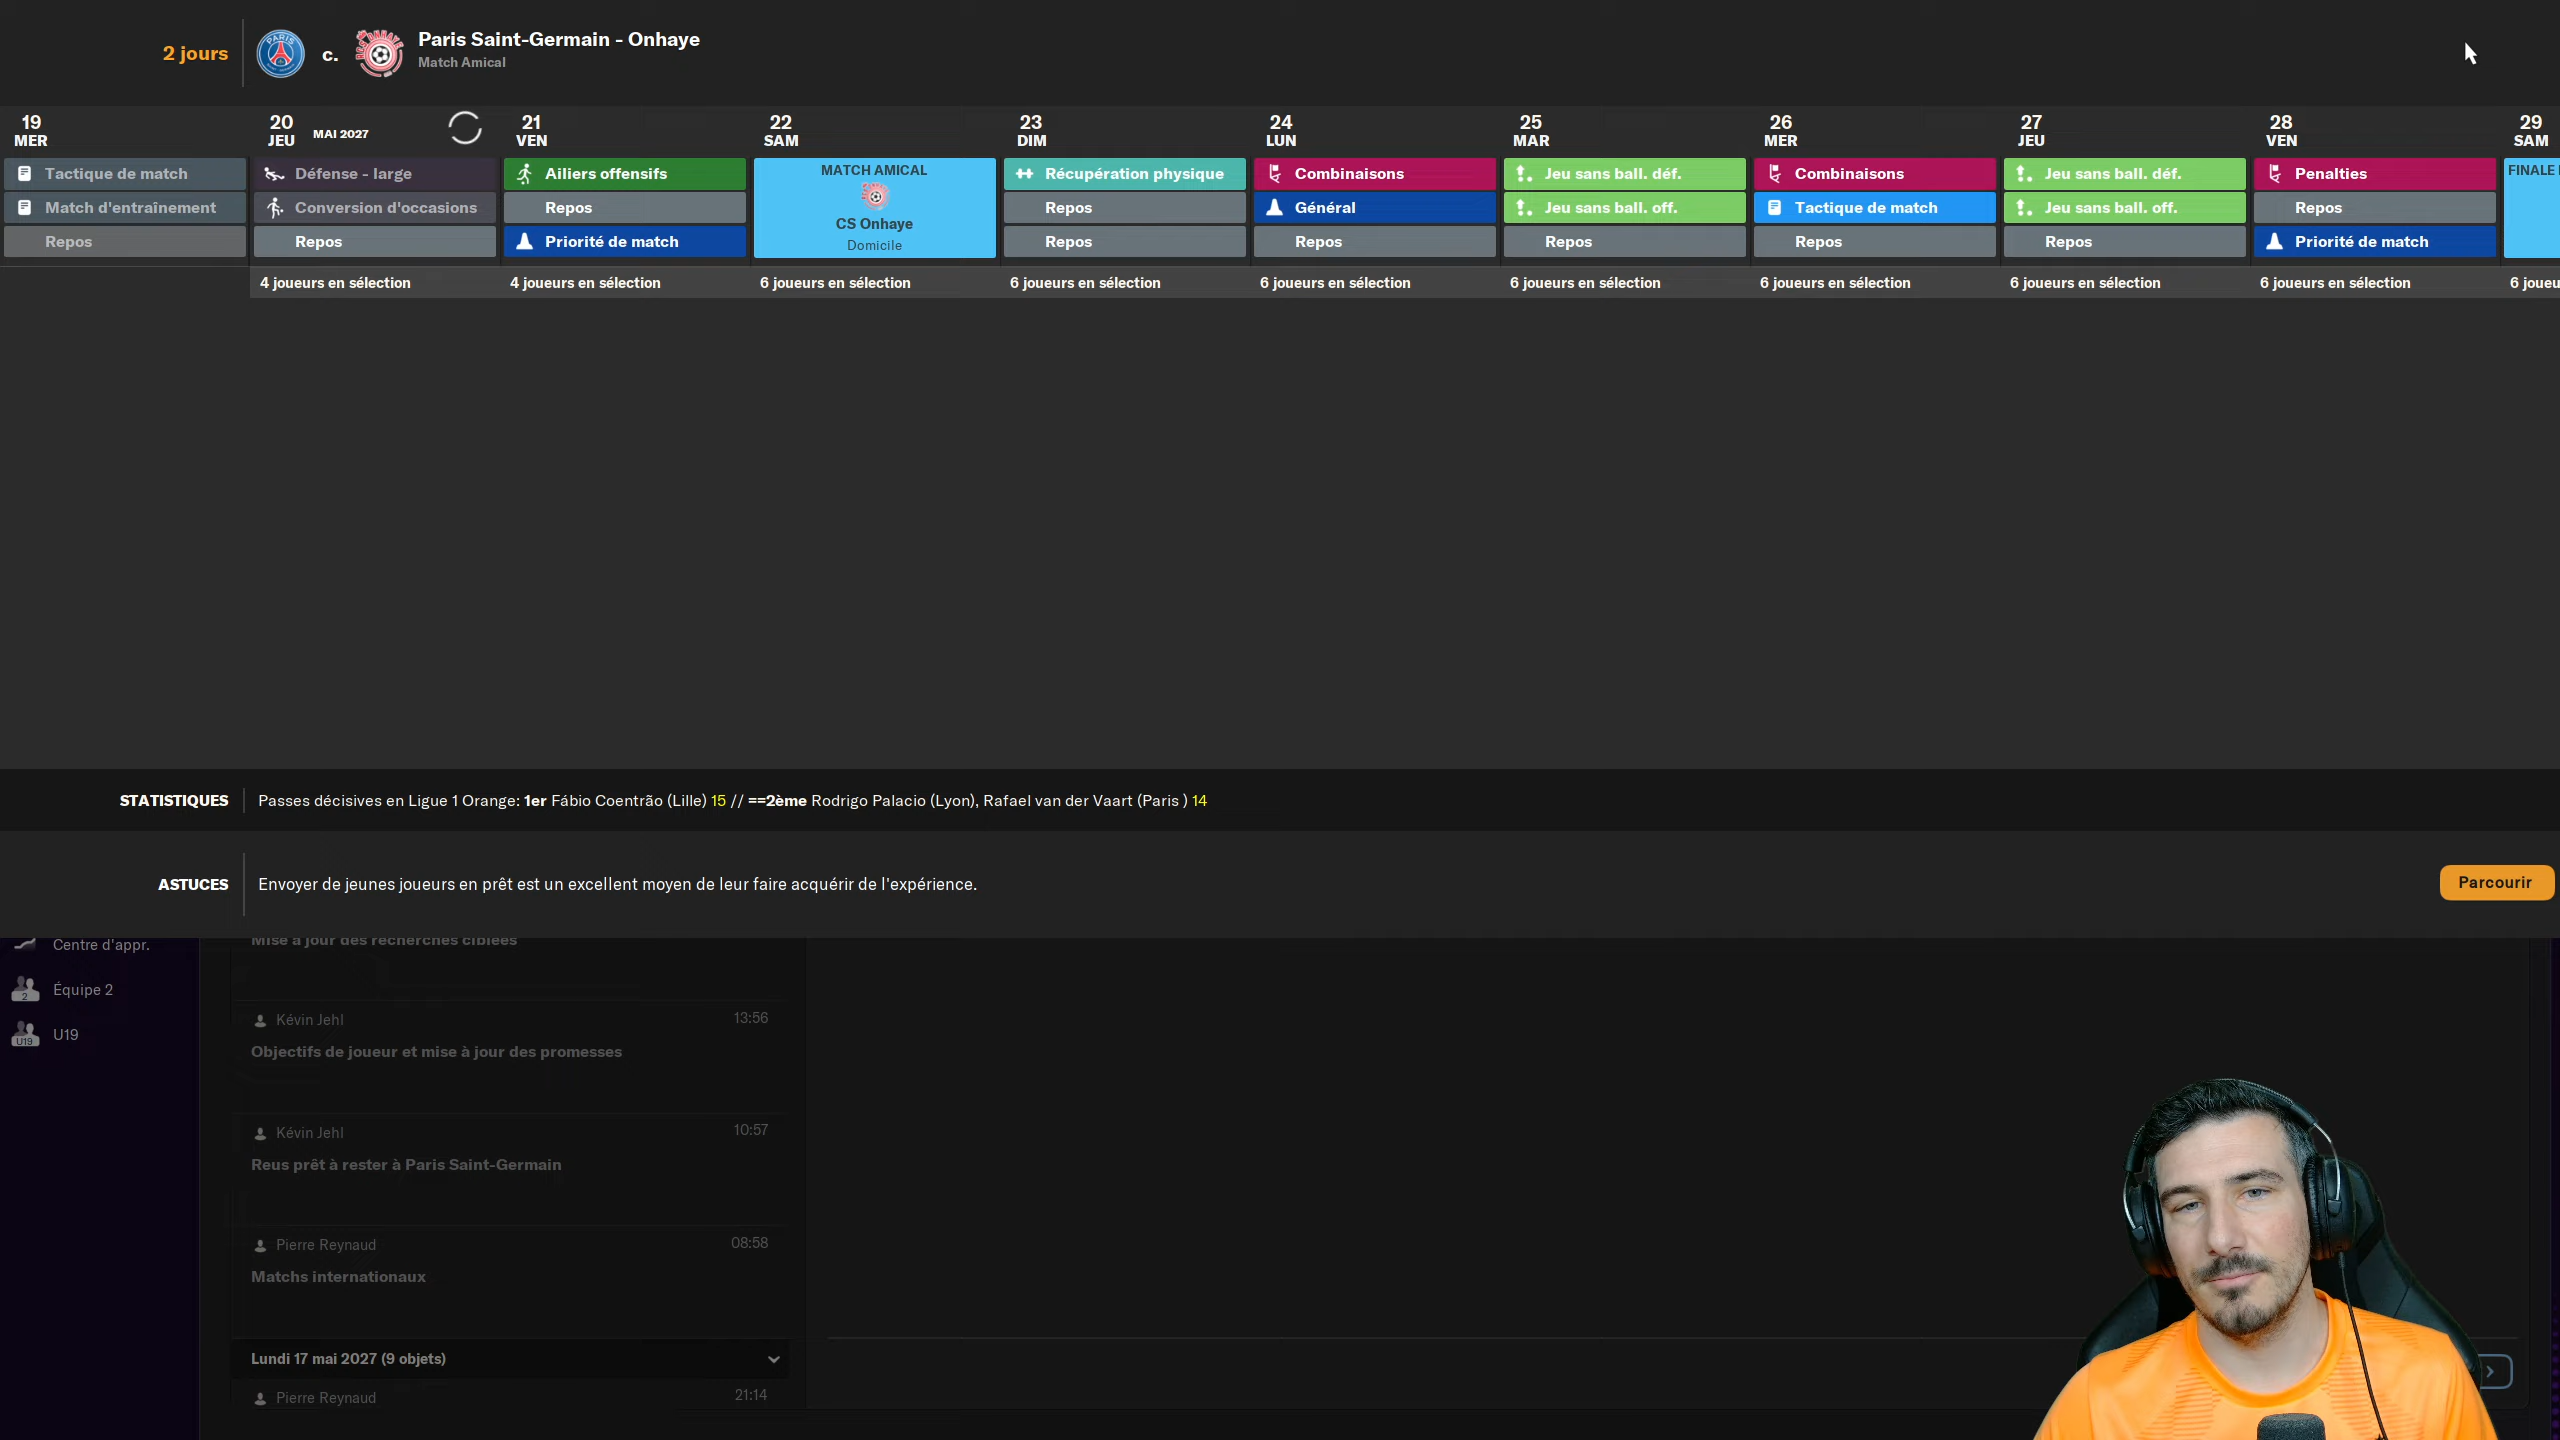 2 jours
c.
Paris Saint-Germain - Onhaye
Match Amical
19
MER
20
JEU
MAI 2027
21
VEN
22
SAM
23
DIM
24
LUN
25
MAR
26
MER
27
JEU
28
VEN
29
SAM
Tactique de match
Match d'entraînement
Repos
Défense - large
Conversion d'occasions
Repos
Ailiers offensifs
Repos
Priorité de match
MATCH AMICAL
CS Onhaye
Domicile
Récupération physique
Repos
Repos
Combinaisons
Général
Repos
Jeu sans ball. déf.
Jeu sans ball. off.
Repos
Combinaisons
Tactique de match
Repos
Jeu sans ball. déf.
Jeu sans ball. off.
Repos
Penalties
Repos
Priorité de match
FINALE
4 joueurs en sélection
4 joueurs en sélection
6 joueurs en sélection
6 joueurs en sélection
6 joueurs en sélection
6 joueurs en sélection
6 joueurs en sélection
6 joueurs en sélection
6 joueurs en sélection
6 joueu
STATISTIQUES
Passes décisives en Ligue 1 Orange: 1er Fábio Coentrão (Lille) 15 // ==2ème Rodrigo Palacio (Lyon), Rafael van der Vaart (Paris ) 14
ASTUCES
Envoyer de jeunes joueurs en prêt est un excellent moyen de leur faire acquérir de l'expérience.
Parcourir
Centre d'appr.
Équipe 2
U19
Mise à jour des recherches ciblées
Kévin Jehl
13:56
Objectifs de joueur et mise à jour des promesses
Kévin Jehl
10:57
Reus prêt à rester à Paris Saint-Germain
Pierre Reynaud
08:58
Matchs internationaux
Lundi 17 mai 2027 (9 objets)
Pierre Reynaud
21:14